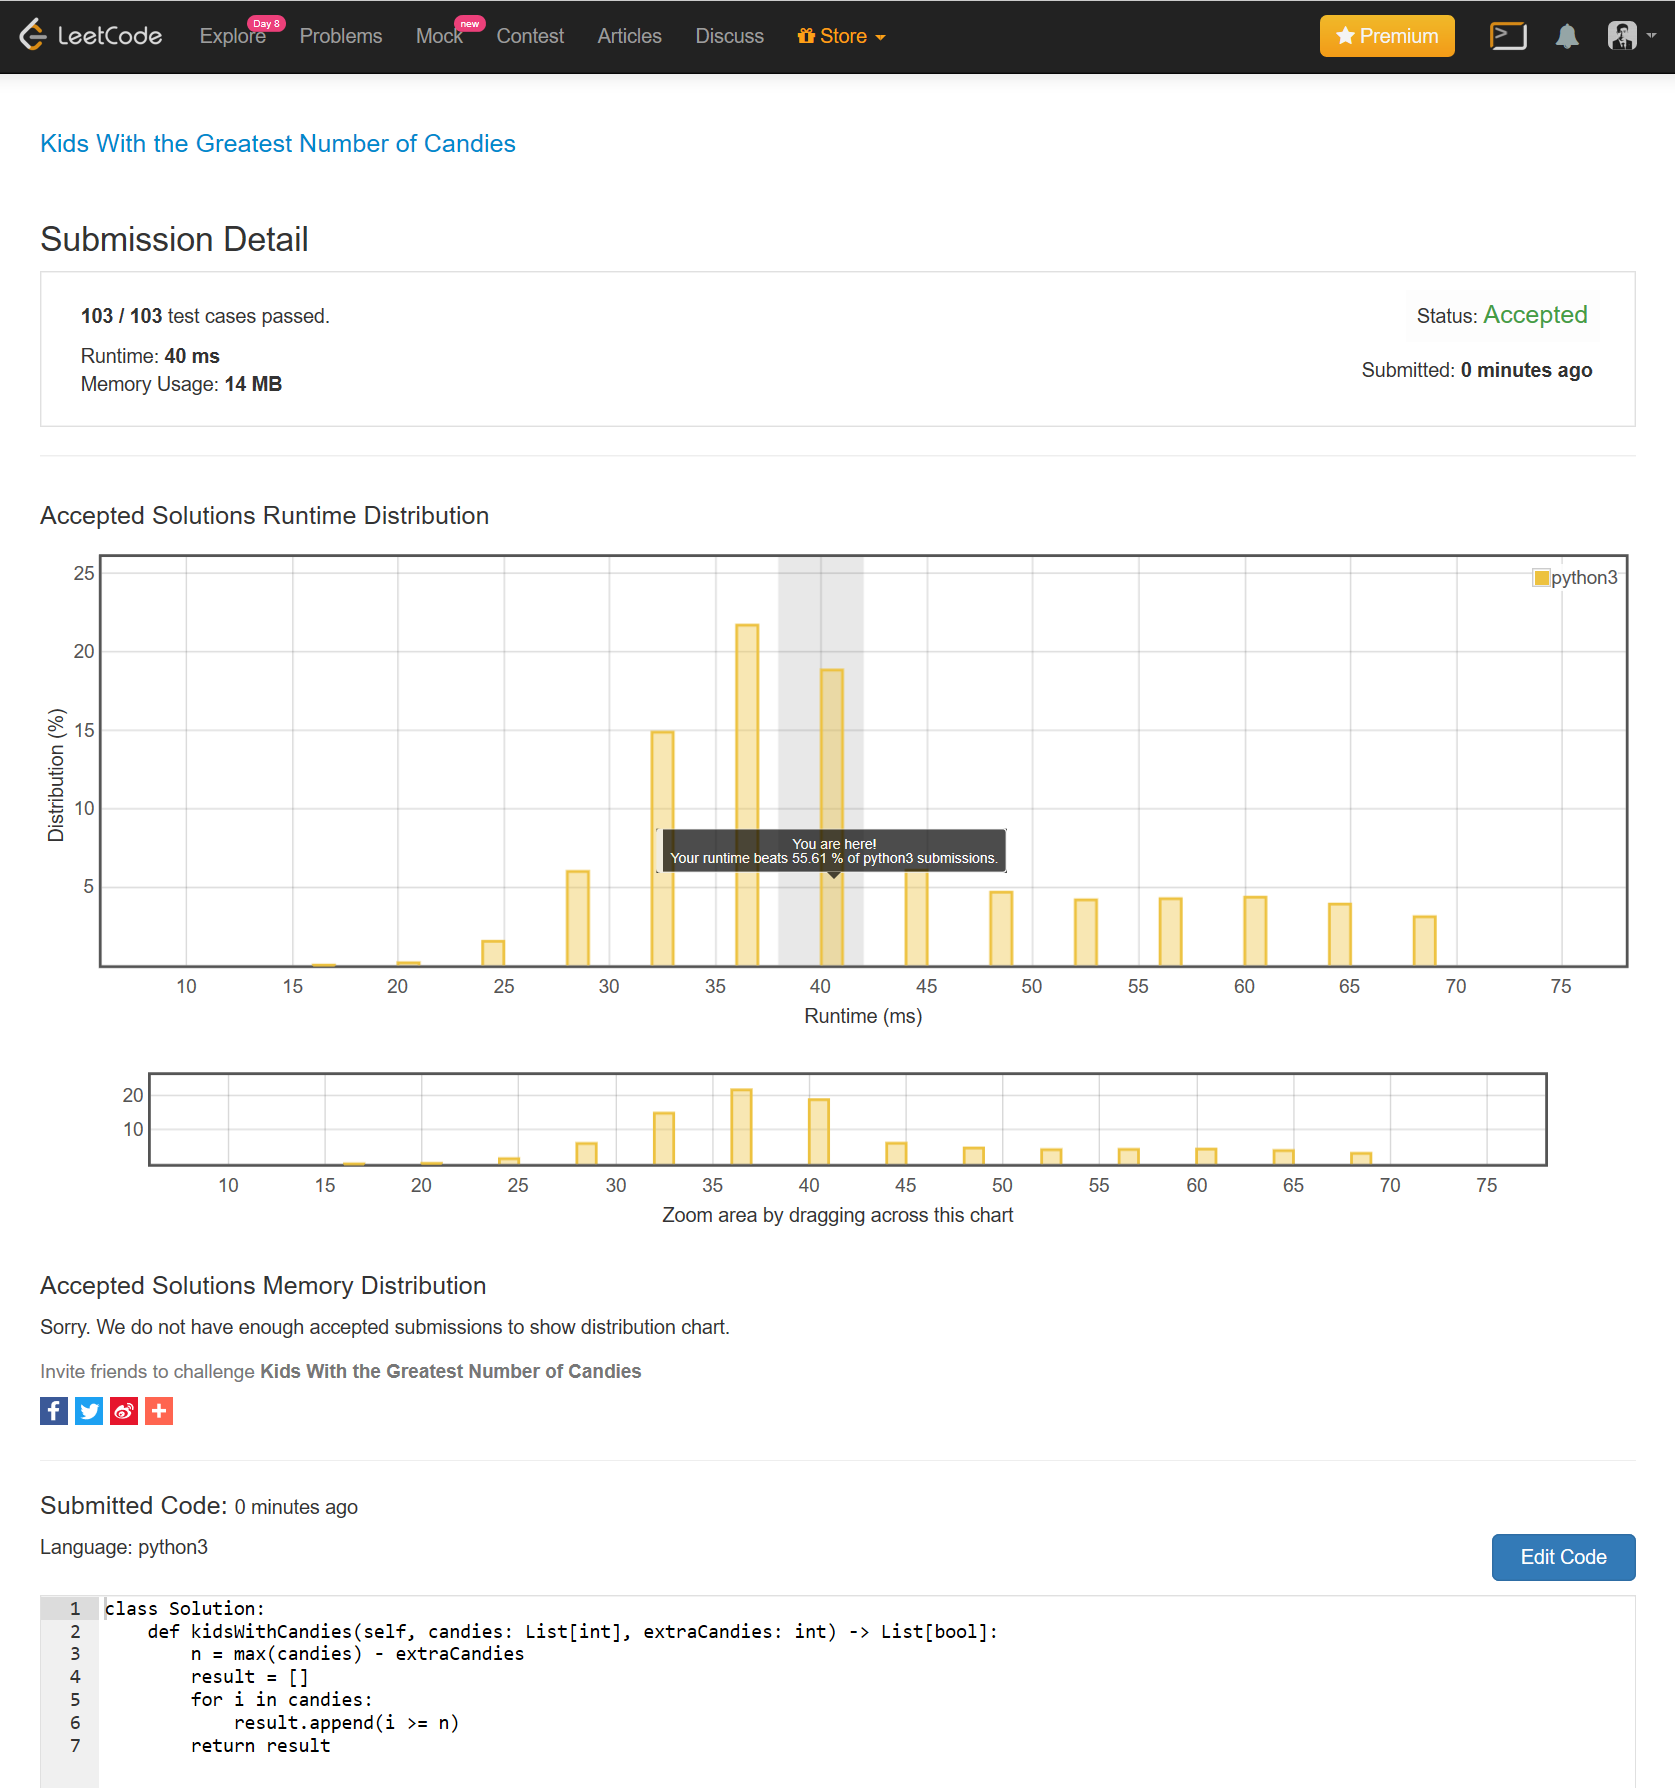 LeetCode
Explore Day 8 Problems Mock new Contest Articles Discuss Store Premium
Kids With the Greatest Number of Candies
Submission Detail
103 / 103 test cases passed.
Status: Accepted
Runtime: 40 ms
Submitted: 0 minutes ago
Memory Usage: 14 MB
Accepted Solutions Runtime Distribution
25
python3
20
15
10
5
Distribution (%)
You are here!
Your runtime beats 55.61 % of python3 submissions.
10 15 20 25 30 35 40 45 50 55 60 65 70 75
Runtime (ms)
20
10
10 15 20 25 30 35 40 45 50 55 60 65 70 75
Zoom area by dragging across this chart
Accepted Solutions Memory Distribution
Sorry. We do not have enough accepted submissions to show distribution chart.
Invite friends to challenge Kids With the Greatest Number of Candies
Submitted Code: 0 minutes ago
Language: python3
Edit Code
1 class Solution:
2     def kidsWithCandies(self, candies: List[int], extraCandies: int) -> List[bool]:
3         n = max(candies) - extraCandies
4         result = []
5         for i in candies:
6             result.append(i >= n)
7         return result